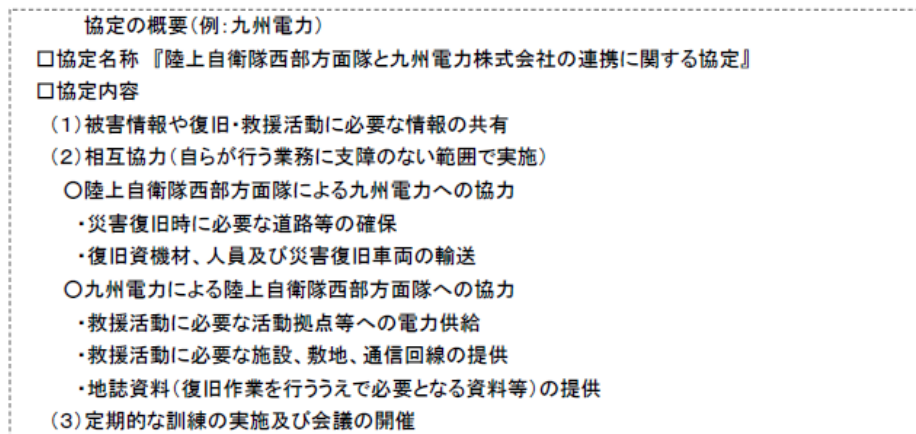 協定の概要(例:九州電力)
□協定名称 『陸上自衛隊西部方面隊と九州電力株式会社の連携に関する協定』
□協定内容
(1)被害情報や復旧・救援活動に必要な情報の共有
(2)相互協力(自らが行う業務に支障のない範囲で実施)
○陸上自衛隊西部方面隊による九州電力への協力
・災害復旧時に必要な道路等の確保
・復旧資機材、人員及び災害復旧車両の輸送
○九州電力による陸上自衛隊西部方面隊への協力
・救援活動に必要な活動拠点等への電力供給
・救援活動に必要な施設、敷地、通信回線の提供
・地誌資料(復旧作業を行ううえで必要となる資料等)の提供
(3)定期的な訓練の実施及び会議の開催